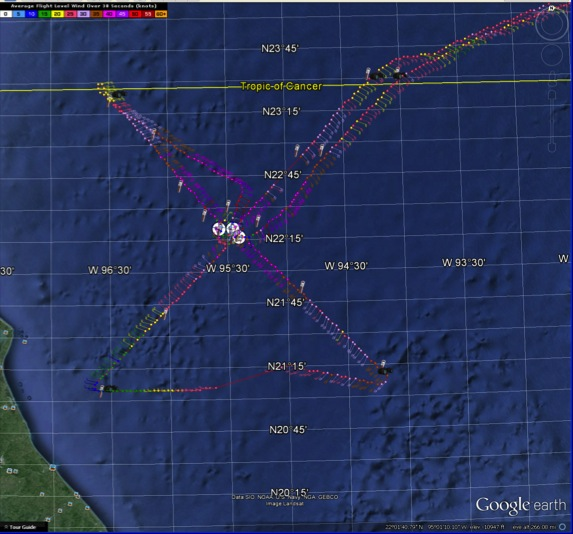 Average Flight Level Wind Over 30 Seconds (knots)
0 5 10 15 20 25 30 35 40 45 50 55 60+
N23°45'
Tropic of Cancer
N23°15'
N22°45'
N22°15'
30' W 96°30' W 95°30' W 94°30' W 93°30' W.
N21°45'
N21°15'
N20°45'
N20°15'
Data SIO, NOAA, U.S. Navy, NGA, GEBCO
Image Landsat
Google earth
Tour Guide